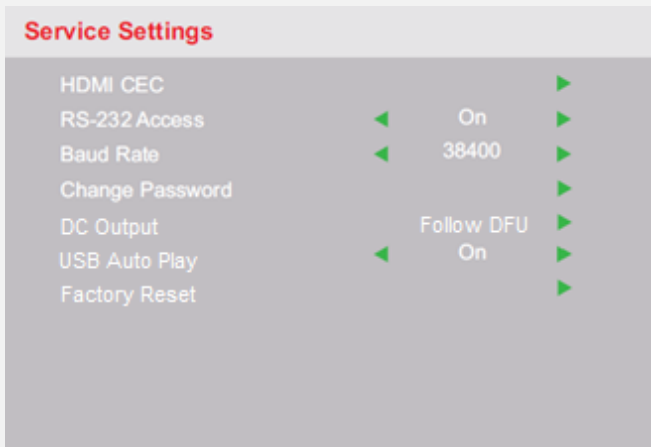 Service Settings
HDMI CEC
RS-232 Access On
Baud Rate 38400
Change Password
DC Output Follow DFU
USB Auto Play On
Factory Reset